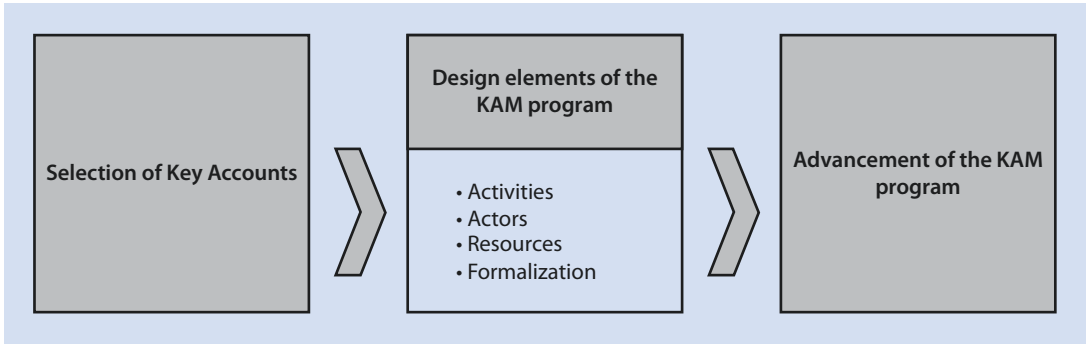 Selection of Key Accounts
Design elements of the
KAM program
• Activities
• Actors
• Resources
• Formalization
Advancement of the KAM
program